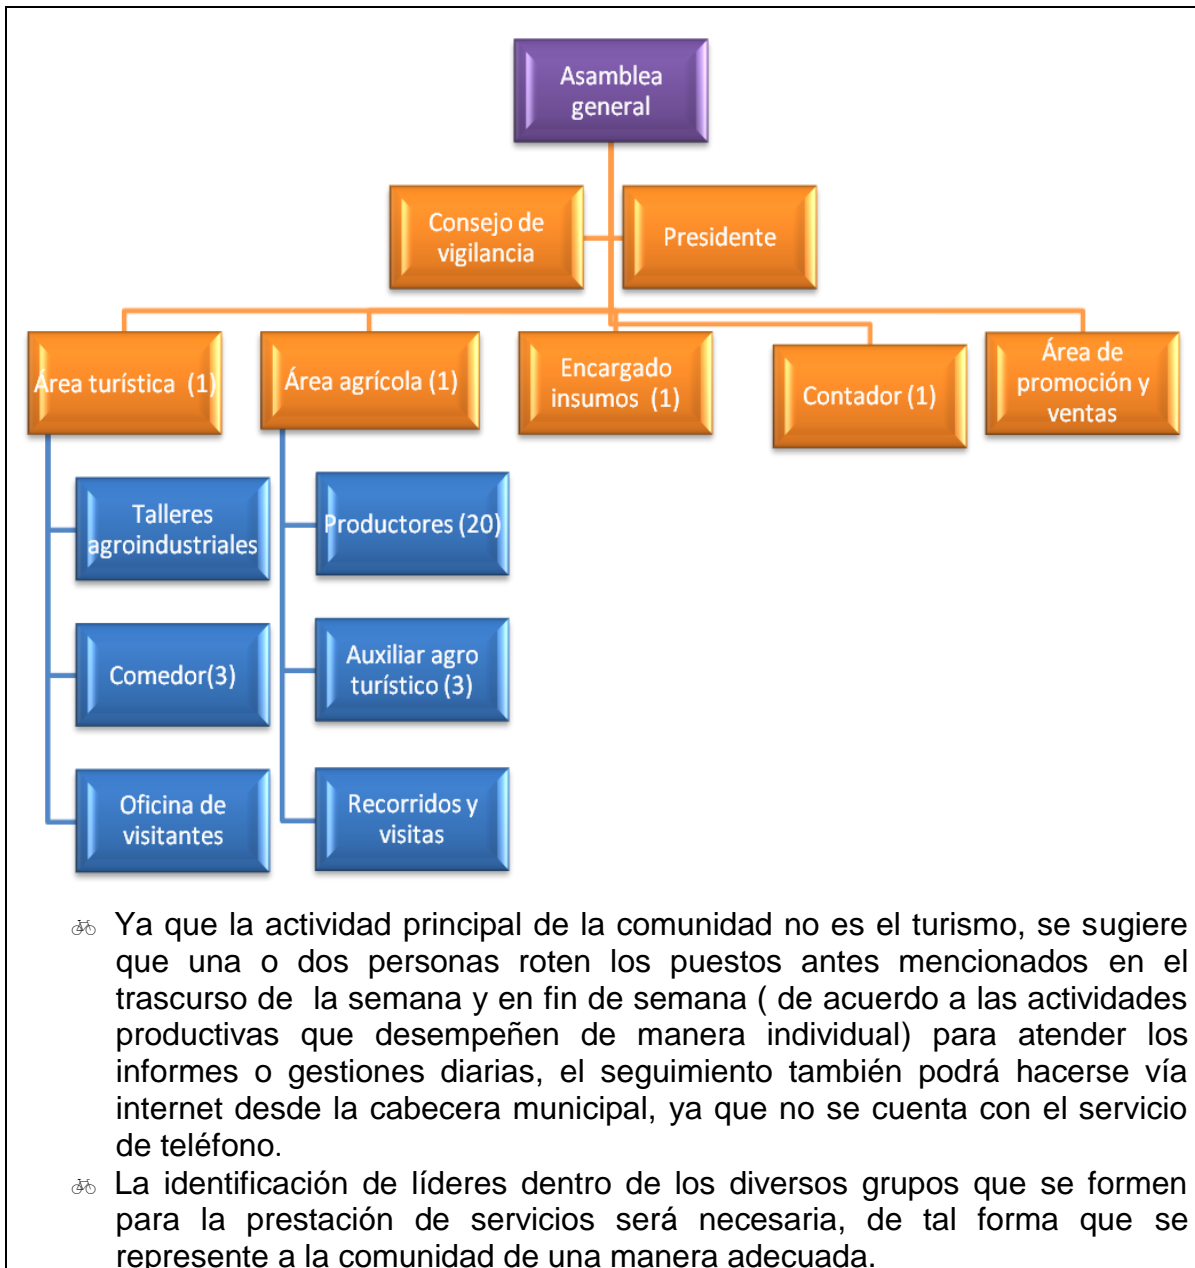 Asamblea
general
Consejo de
vigilancia
Presidente
Área turística (1)
Área agrícola (1)
Encargado
insumos (1)
Contador (1)
Área de
promoción y
ventas
Talleres
agroindustriales
Productores (20)
Comedor(3)
Auxiliar agro
turístico (3)
Oficina de
visitantes
Recorridos y
visitas
Ya que la actividad principal de la comunidad no es el turismo, se sugiere
que una o dos personas roten los puestos antes mencionados en el
trascurso de la semana y en fin de semana ( de acuerdo a las actividades
productivas que desempeñen de manera individual) para atender los
informes o gestiones diarias, el seguimiento también podrá hacerse vía
internet desde la cabecera municipal, ya que no se cuenta con el servicio
de teléfono.
La identificación de líderes dentro de los diversos grupos que se formen
para la prestación de servicios será necesaria, de tal forma que se
represente a la comunidad de una manera adecuada.